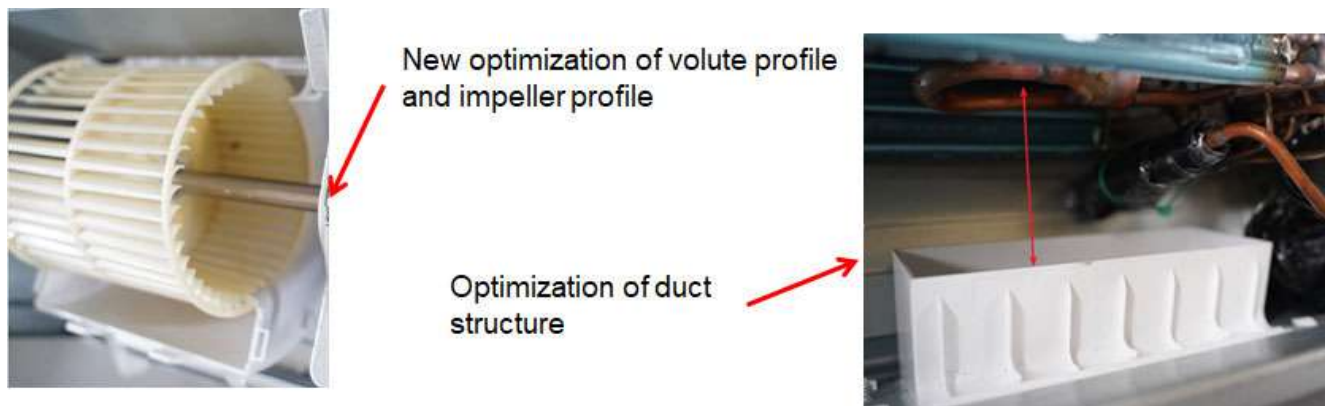 New optimization of volute profile
and impeller profile
Optimization of duct
structure